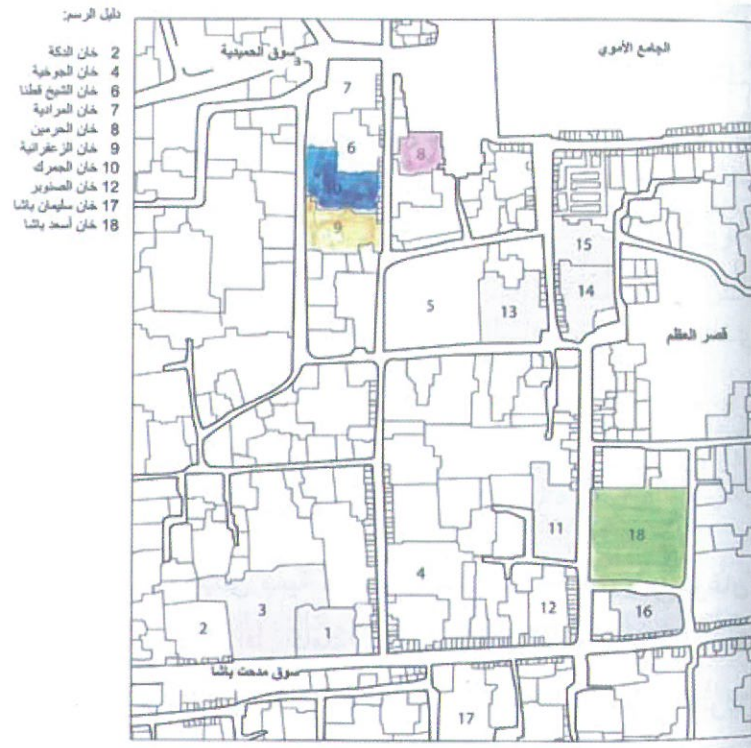 دليل الرسم:
2 خان الدكة
4 خان الجوخية
6 خان الشيخ قطنا
7 خان المرادية
8 خان الحرمين
9 خان الزعفرانية
10 خان الجمرك
12 خان الصنوبر
17 خان سليمان باشا
18 خان أسعد باشا
سوق الحميدية
الجامع الأموي
7
6
8
10
9
15
14
5
13
قصر العظم
11
18
4
3
2
1
12
16
سوق مدحت باشا
17